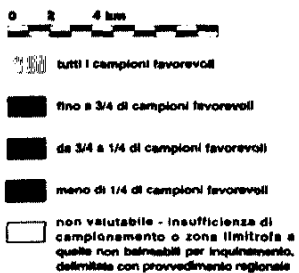 0 2 4 km
tutti i campioni favorevoli
fino a 3/4 di campioni favorevoli
da 3/4 a 1/4 di campioni favorevoli
meno di 1/4 di campioni favorevoli
non valutabile - insufficienza di
campionamento o zona limitrofa a
quelle non balneabili per inquinamento,
delimitate con provvedimento regionale